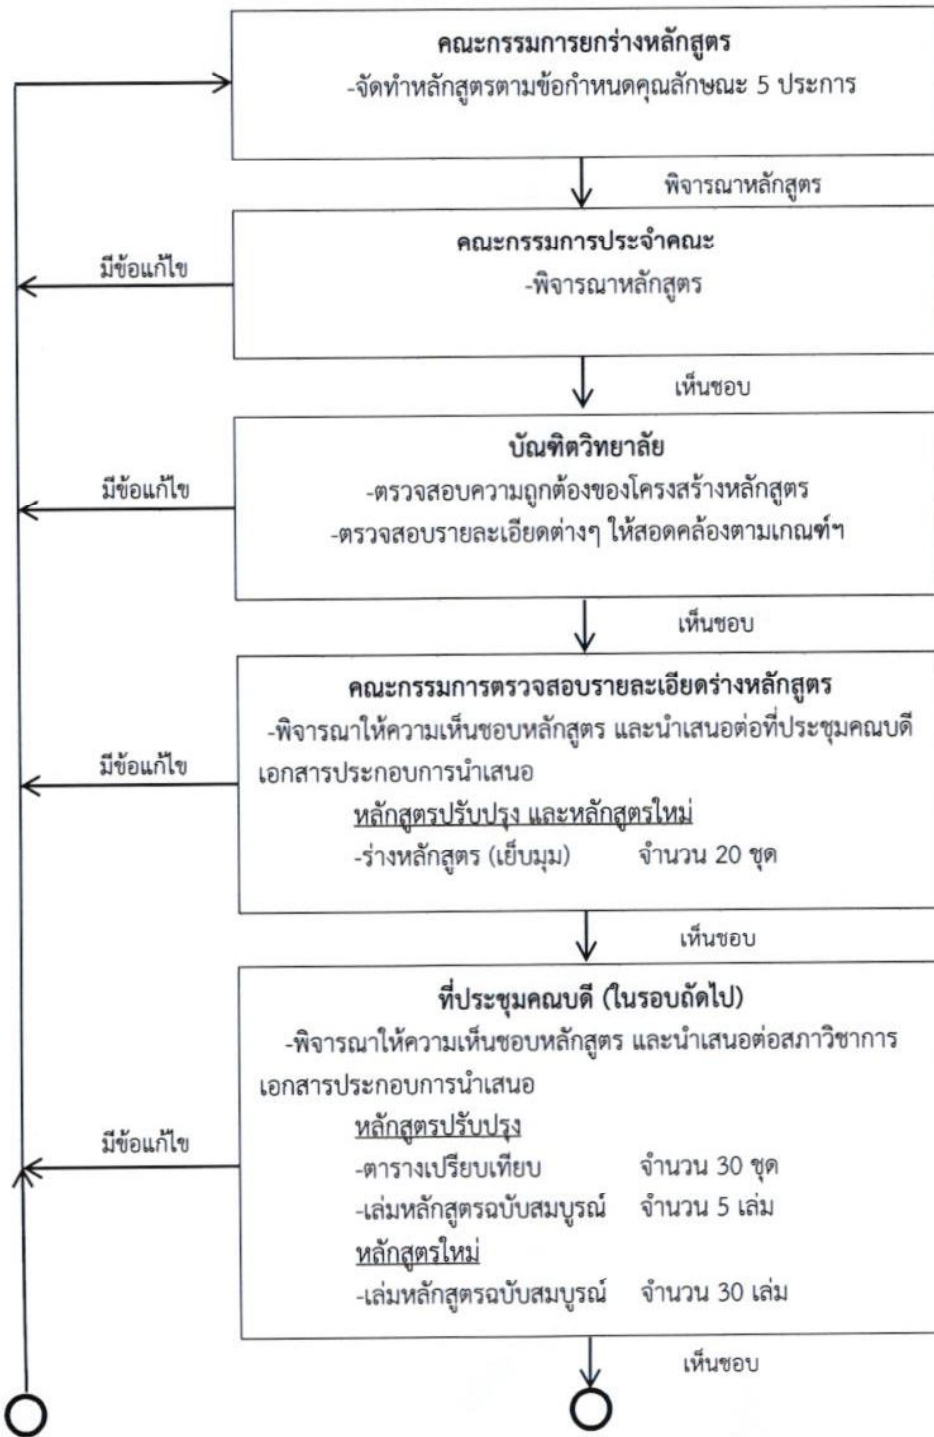 คณะกรรมการยกร่างหลักสูตร
-จัดทำหลักสูตรตามข้อกำหนดคุณลักษณะ 5 ประการ
พิจารณาหลักสูตร
คณะกรรมการประจำคณะ
มีข้อแก้ไข
-พิจารณาหลักสูตร
เห็นชอบ
บัณฑิตวิทยาลัย
มีข้อแก้ไข
-ตรวจสอบความถูกต้องของโครงสร้างหลักสูตร
-ตรวจสอบรายละเอียดต่างๆ ให้สอดคล้องตามเกณฑ์ฯ
เห็นชอบ
คณะกรรมการตรวจสอบรายละเอียดร่างหลักสูตร
-พิจารณาให้ความเห็นชอบหลักสูตร และนำเสนอต่อที่ประชุมคณบดี
มีข้อแก้ไข
เอกสารประกอบการนำเสนอ
หลักสูตรปรับปรุง และหลักสูตรใหม่
-ร่างหลักสูตร (เย็บมุม) จำนวน 20 ชุด
เห็นชอบ
ที่ประชุมคณบดี (ในรอบถัดไป)
-พิจารณาให้ความเห็นชอบหลักสูตร และนำเสนอต่อสภาวิชาการ
เอกสารประกอบการนำเสนอ
หลักสูตรปรับปรุง
มีข้อแก้ไข
-ตารางเปรียบเทียบ จำนวน 30 ชุด
-เล่มหลักสูตรฉบับสมบูรณ์ จำนวน 5 เล่ม
หลักสูตรใหม่
-เล่มหลักสูตรฉบับสมบูรณ์ จำนวน 30 เล่ม
เห็นชอบ